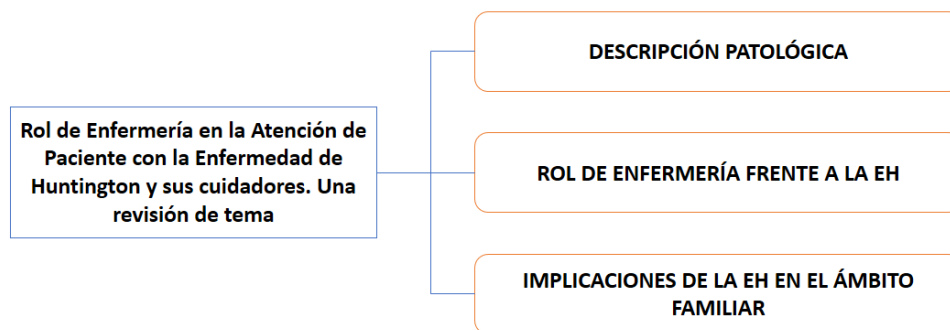 DESCRIPCIÓN PATOLÓGICA
Rol de Enfermería en la Atención de
Paciente con la Enfermedad de
Huntington y sus cuidadores. Una
revisión de tema
ROL DE ENFERMERÍA FRENTE A LA EH
IMPLICACIONES DE LA EH EN EL ÁMBITO
FAMILIAR